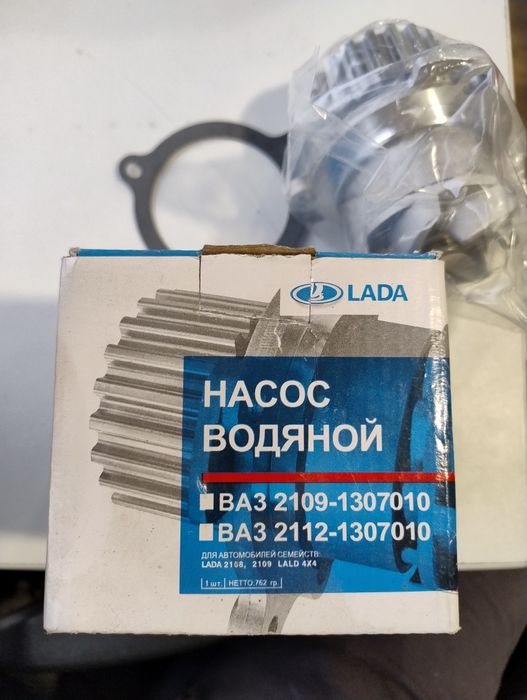 LADA
НАСОС
ВОДЯНОЙ
ВАЗ 2109-1307010
ВАЗ 2112-1307010
ДЛЯ АВТОМОБИЛЕЙ СЕМЕЙСТВ:
LADA 2108, 2109 LALD 4X4
1 шт. НЕТТО:762 гр.